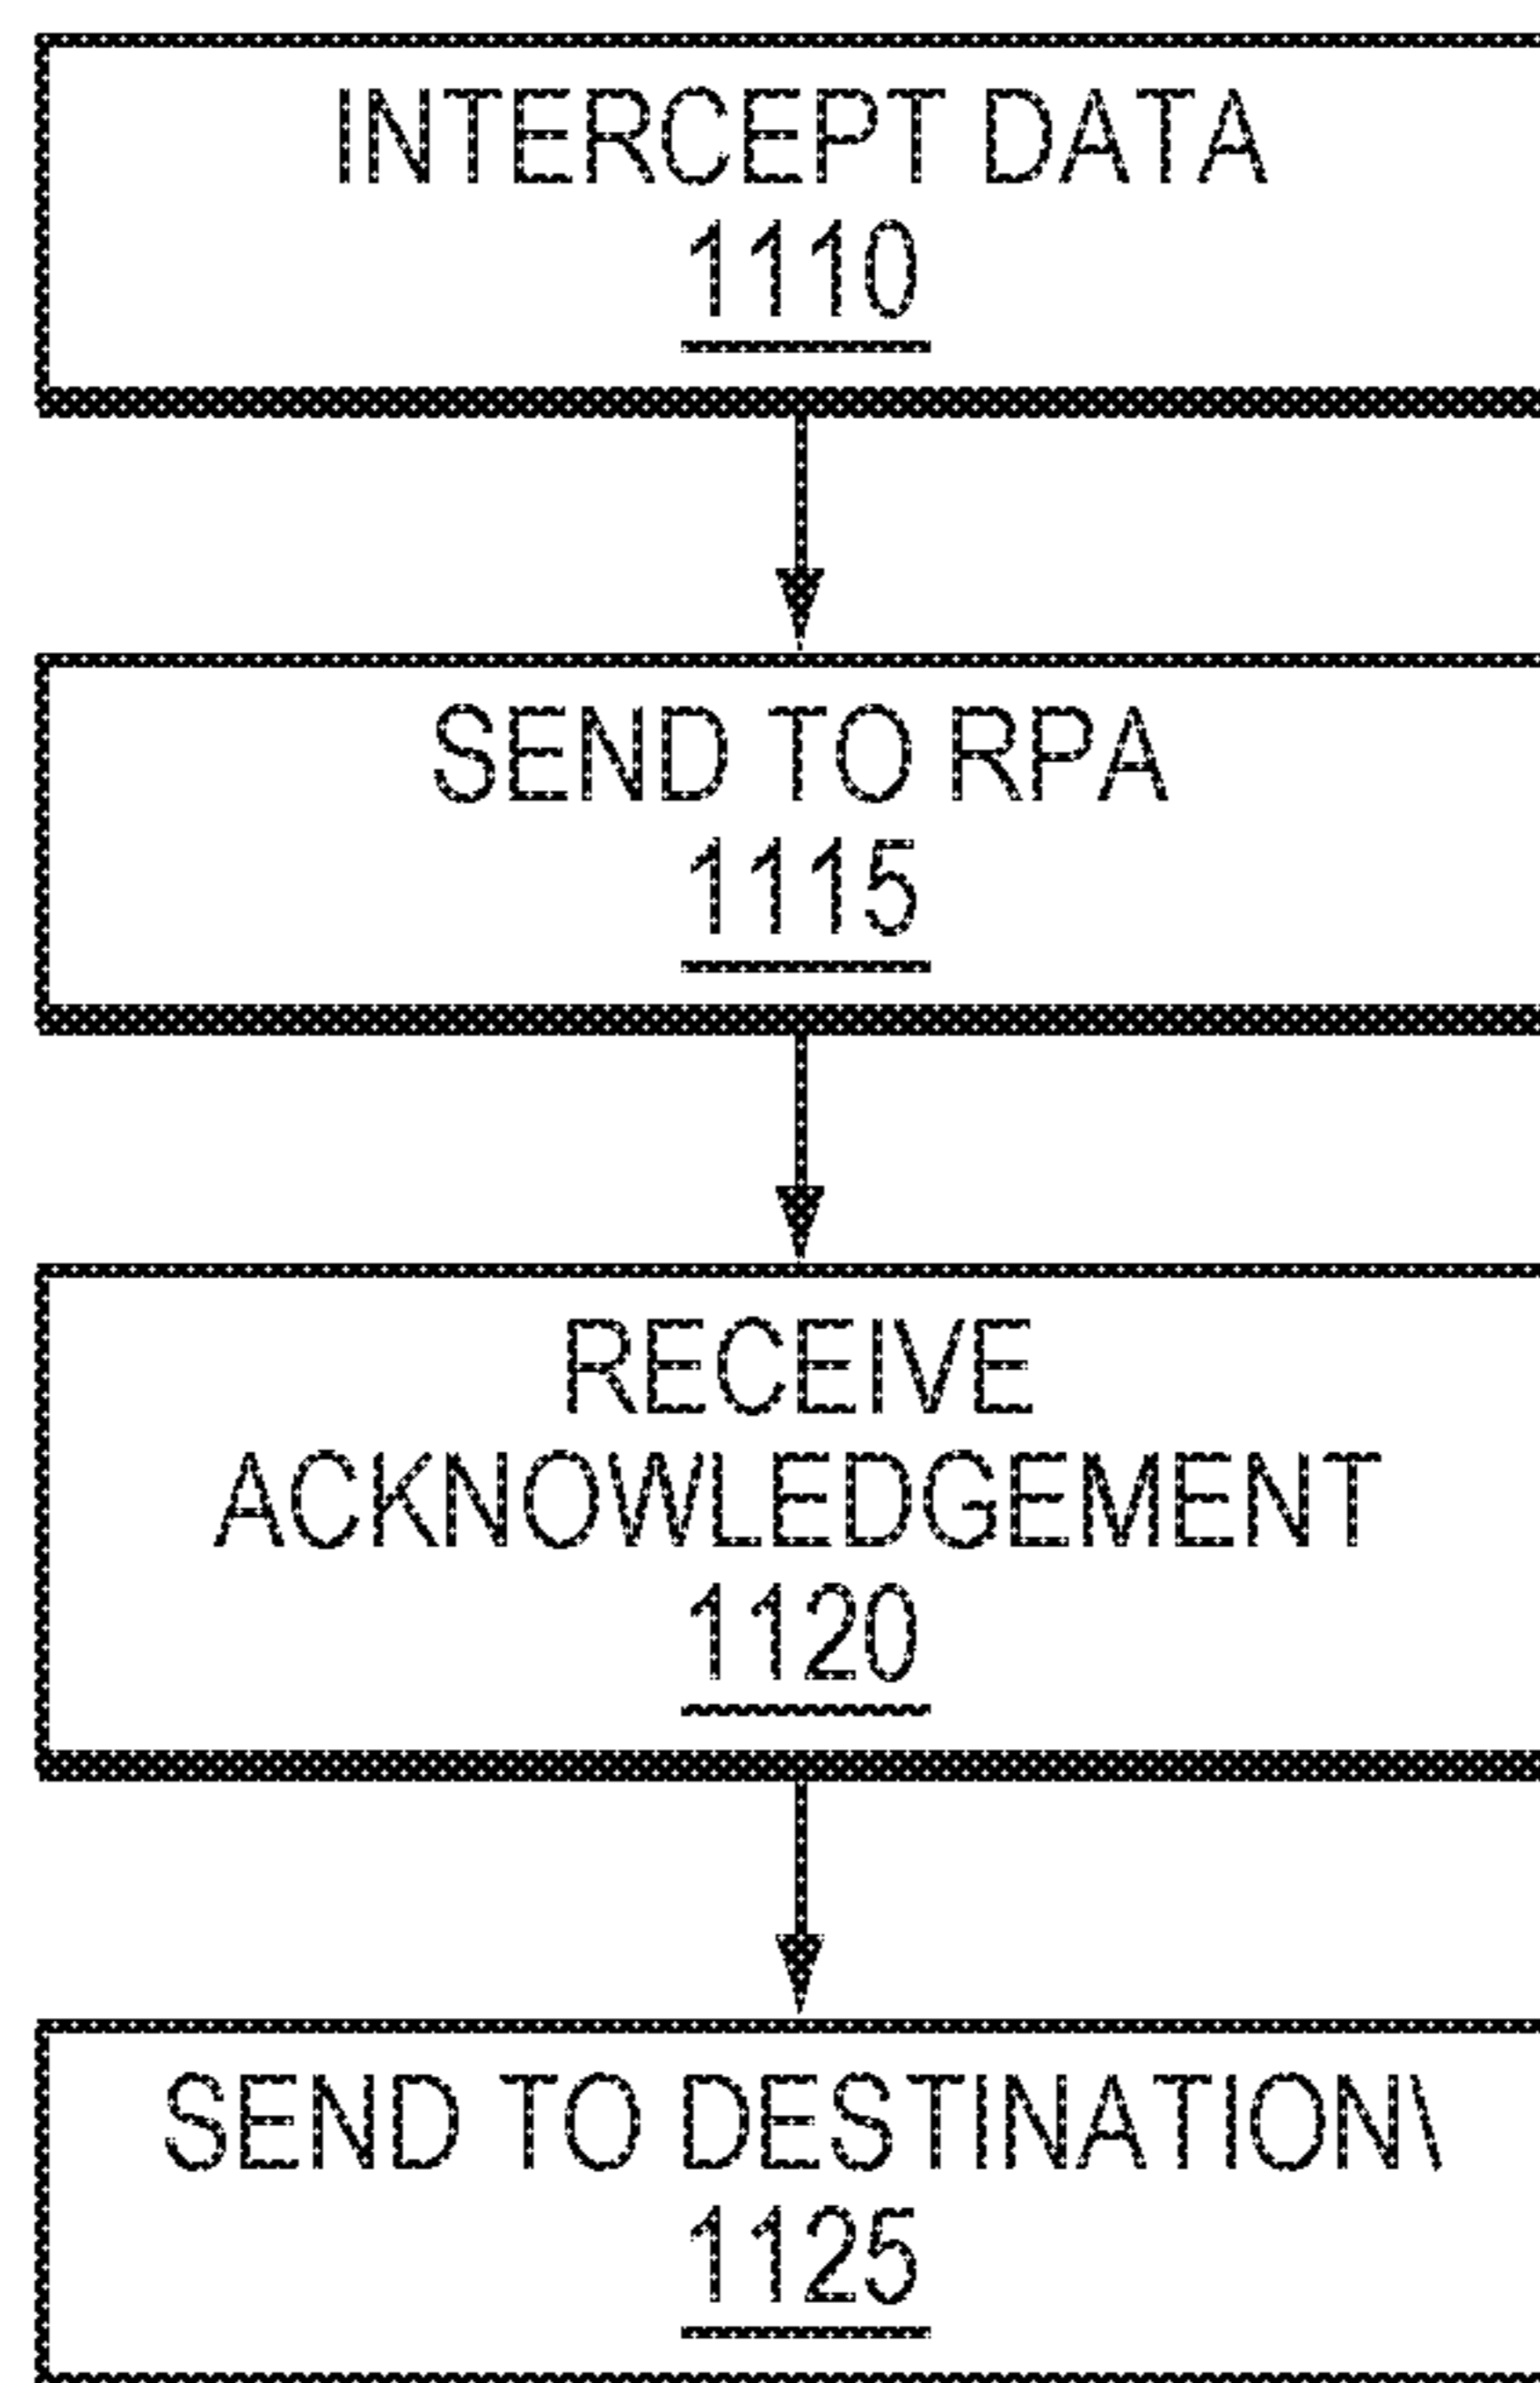 INTERCEPT DATA
1110
SEND TO RPA
1115
RECEIVE
ACKNOWLEDGEMENT
1120
SEND TO DESTINATION\
1125